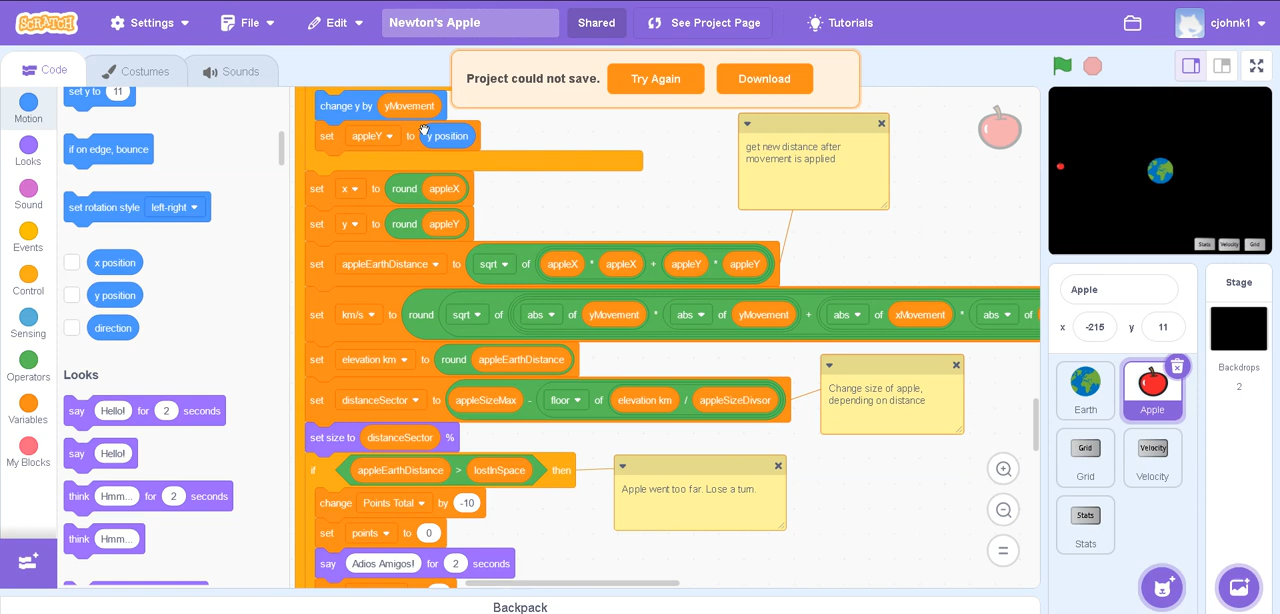 SCRATCH Settings File Edit Newton's Apple Shared See Project Page Tutorials cjohnk1
Code Costumes Sounds
Project could not save. Try Again Download
Motion
Looks
Sound
Events
Control
Sensing
Operators
Variables
My Blocks
set y to 11
if on edge, bounce
set rotation style left-right
x position
y position
direction
Looks
say Hello! for 2 seconds
say Hello!
think Hmm... for 2 seconds
think Hmm...
change y by yMovement
set appleY to y position
set x to round appleX
set y to round appleY
set appleEarthDistance to sqrt of appleX * appleX + appleY * appleY
set km/s to round sqrt of abs of yMovement * abs of yMovement + abs of xMovement * abs of
set elevation km to round appleEarthDistance
set distanceSector to appleSizeMax - floor of elevation km / appleSizeDivsor
set size to distanceSector %
if appleEarthDistance > lostInSpace then
change Points Total by -10
set points to 0
say Adios Amigos! for 2 seconds
get new distance after
movement is applied
Change size of apple,
depending on distance
Apple went too far. Lose a turn.
Backpack
Stats Velocity Grid
Apple
x -215 y 11
Earth
Apple
Grid
Grid
Velocity
Velocity
Stats
Stats
Stage
Backdrops
2